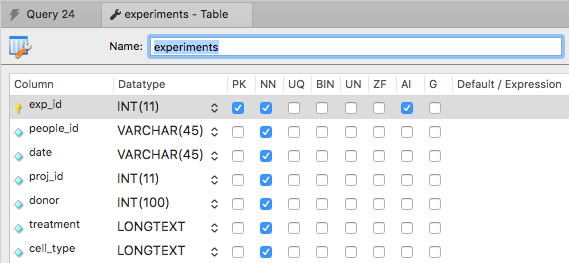 Query 24 experiments - Table
Name: experiments
Column Datatype PK NN UQ BIN UN ZF AI G Default / Expression
exp_id INT(11)
people_id VARCHAR(45)
date VARCHAR(45)
proj_id INT(11)
donor INT(100)
treatment LONGTEXT
cell_type LONGTEXT